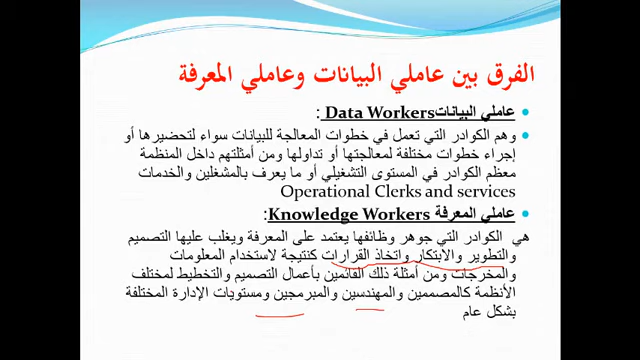 الفرق بين عاملي البيانات وعاملي المعرفة
عاملي البيانات Data Workers :
وهم الكوادر التي تعمل في خطوات المعالجة للبيانات سواء لتحضيرها أو
إجراء خطوات مختلفة لمعالجتها أو تداولها ومن أمثلتهم داخل المنظمة
معظم الكوادر في المستوى التشغيلي أو ما يعرف بالمشغلين والخدمات
Operational Clerks and services
عاملي المعرفة Knowledge Workers:
هي الكوادر التي جوهر وظائفها يعتمد على المعرفة ويغلب عليها التصميم
والتطوير والابتكار واتخاذ القرارات كنتيجة لاستخدام المعلومات
والمخرجات ومن أمثلة ذلك القائمين بأعمال التصميم والتخطيط لمختلف
الأنظمة كالمصممين والمهندسين والمبرمجين ومستويات الإدارة المختلفة
بشكل عام